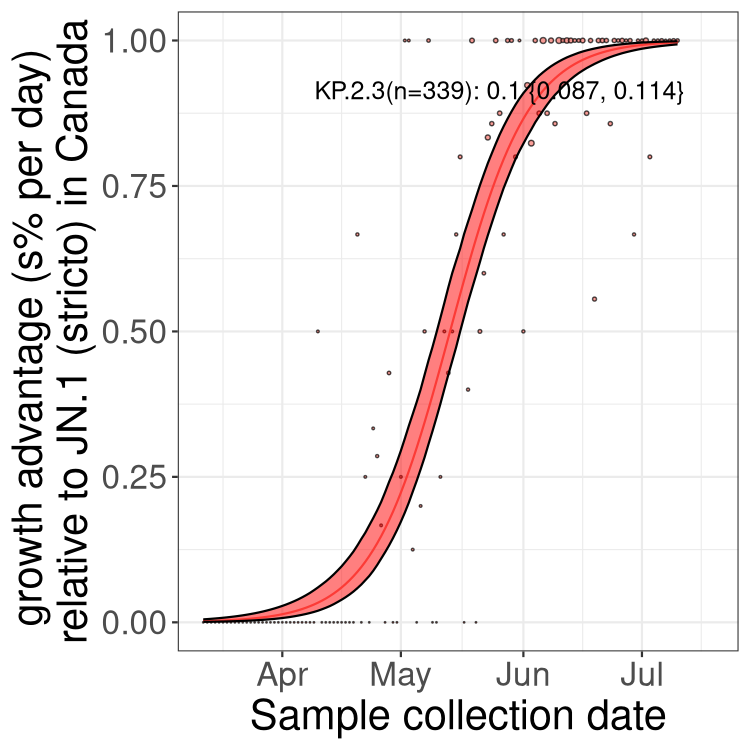 growth advantage (s% per day)
relative to JN.1 (stricto) in Canada
1.00
0.75
0.50
0.25
0.00
KP.2.3(n=339): 0.1 {0.087, 0.114}
Apr
May
Jun
Jul
Sample collection date